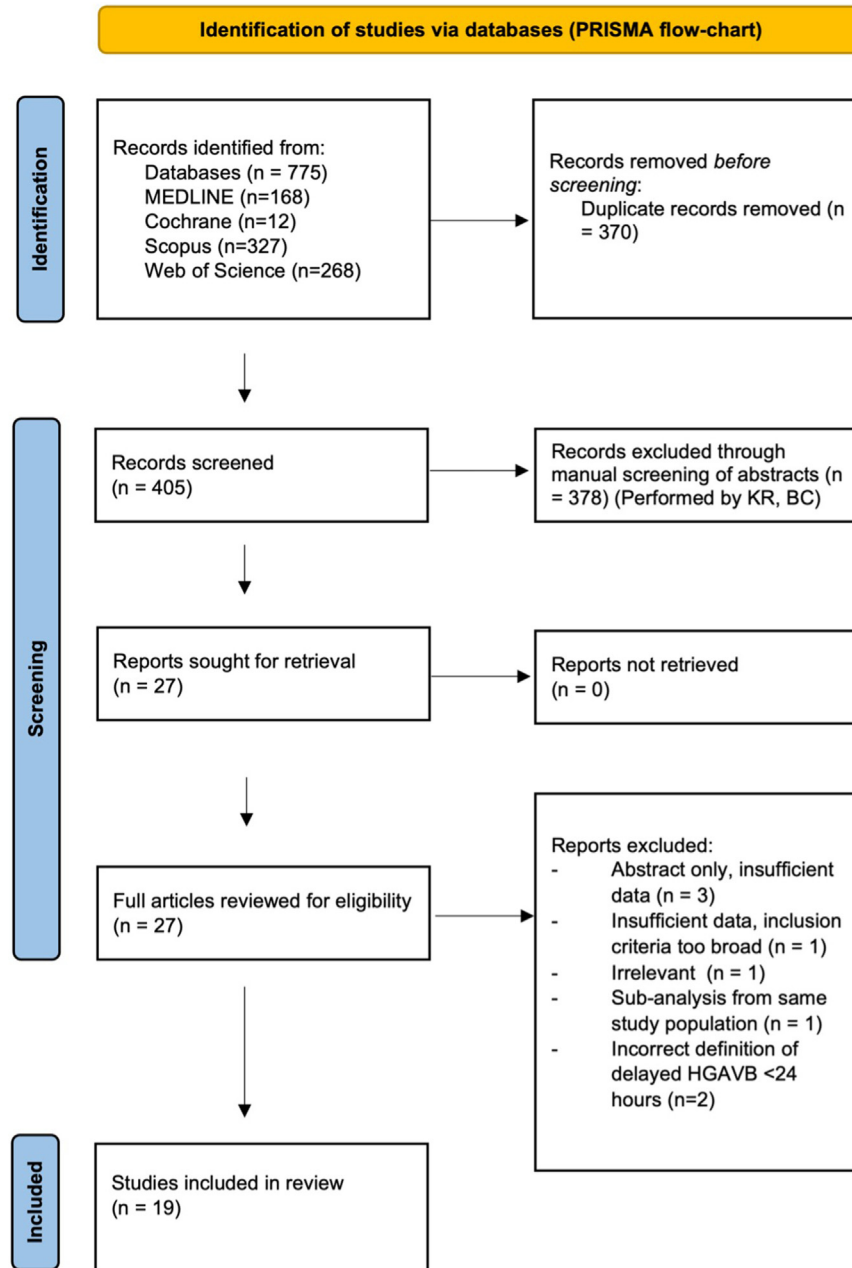 Identification of studies via databases (PRISMA flow-chart)
Identification
Records identified from:
Databases (n = 775)
MEDLINE (n=168)
Cochrane (n=12)
Scopus (n=327)
Web of Science (n=268)
Records removed before
screening:
Duplicate records removed (n
= 370)
Screening
Records screened
(n = 405)
Records excluded through
manual screening of abstracts (n
= 378) (Performed by KR, BC)
Reports sought for retrieval
(n = 27)
Reports not retrieved
(n = 0)
Full articles reviewed for eligibility
(n = 27)
Reports excluded:
- Abstract only, insufficient
data (n = 3)
- Insufficient data, inclusion
criteria too broad (n = 1)
- Irrelevant (n = 1)
- Sub-analysis from same
study population (n = 1)
- Incorrect definition of
delayed HGAVB <24
hours (n=2)
Included
Studies included in review
(n = 19)